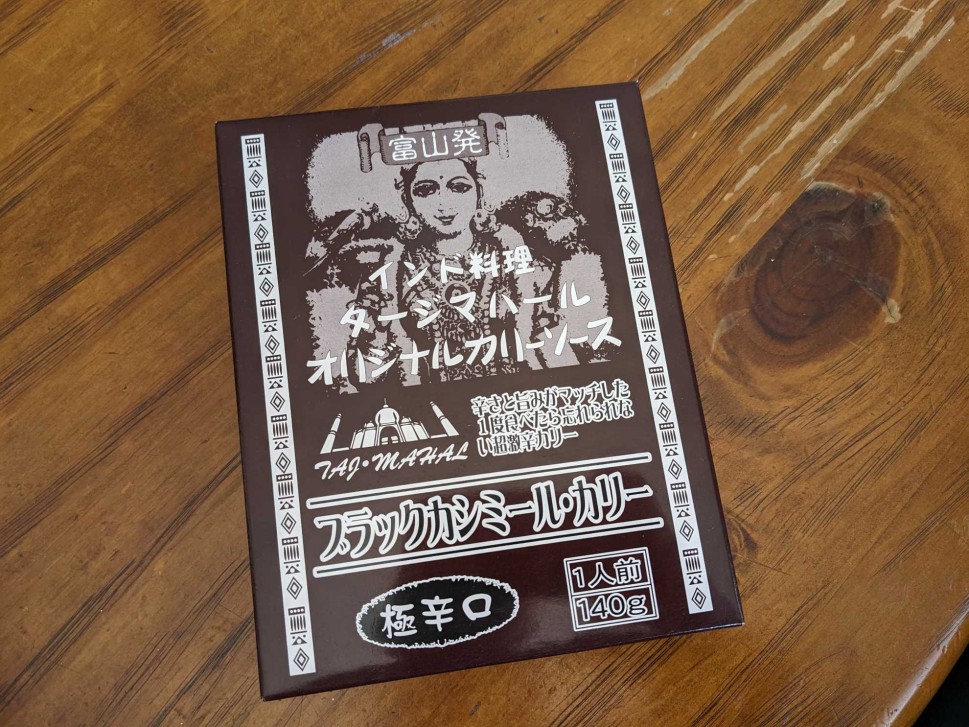 富山発
インド料理
タージマハール
オリジナルカリーソース
TAJ・MAHAL
辛さと旨みがマッチした
1度食べたら忘れられな
い超激辛カリー
ブラックカシミール・カリー
極辛口
1人前
140g